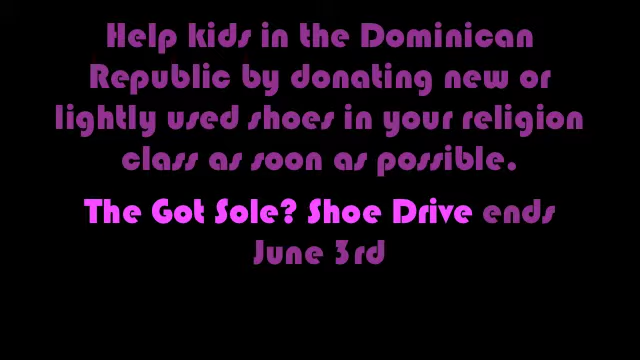 Help kids in the Dominican
Republic by donating new or
lightly used shoes in your religion
class as soon as possible.
The Got Sole? Shoe Drive ends
June 3rd